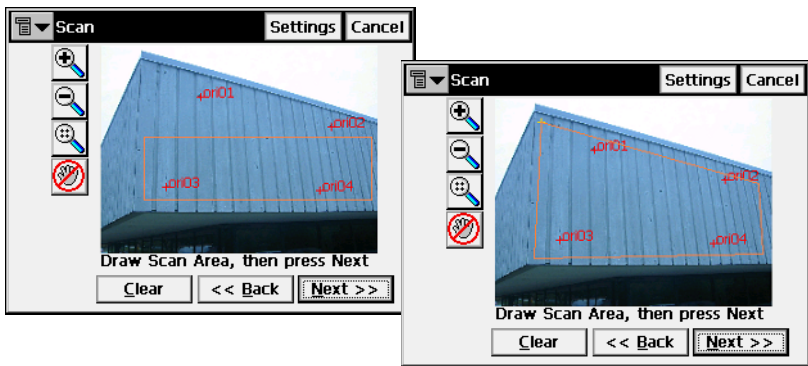 Scan Settings Cancel
ori01
ori02
ori03 ori04
Draw Scan Area, then press Next
Clear << Back Next >>
Scan Settings Cancel
ori01
ori02
ori03 ori04
Draw Scan Area, then press Next
Clear << Back Next >>